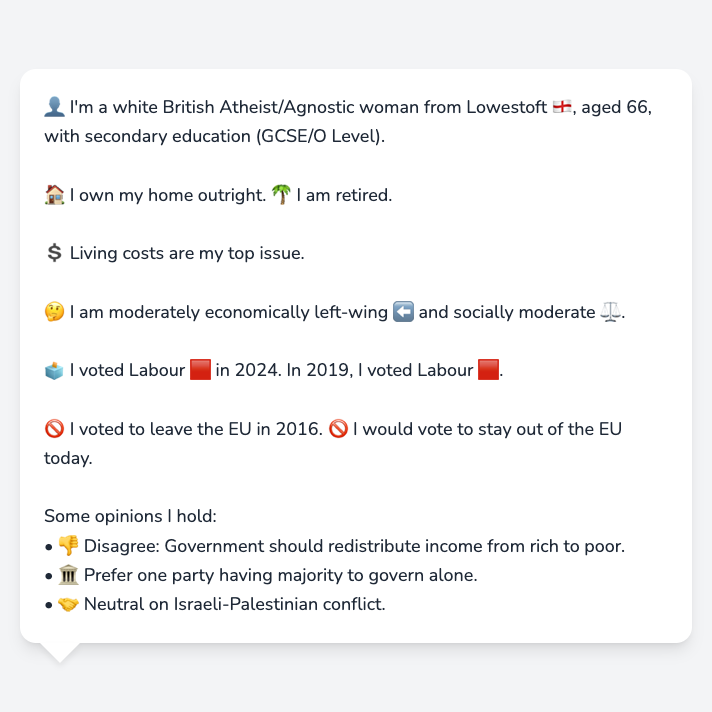 👤 I'm a white British Atheist/Agnostic woman from Lowestoft 🏴󠁧󠁢󠁥󠁮󠁧󠁿, aged 66,
with secondary education (GCSE/O Level).
🏠 I own my home outright. 🌴 I am retired.
💲 Living costs are my top issue.
🤔 I am moderately economically left-wing ⬅️ and socially moderate ⚖️.
🗳️ I voted Labour 🟥 in 2024. In 2019, I voted Labour 🟥.
🚫 I voted to leave the EU in 2016. 🚫 I would vote to stay out of the EU
today.
Some opinions I hold:
• 👎 Disagree: Government should redistribute income from rich to poor.
• 🏛️ Prefer one party having majority to govern alone.
• 🤝 Neutral on Israeli-Palestinian conflict.